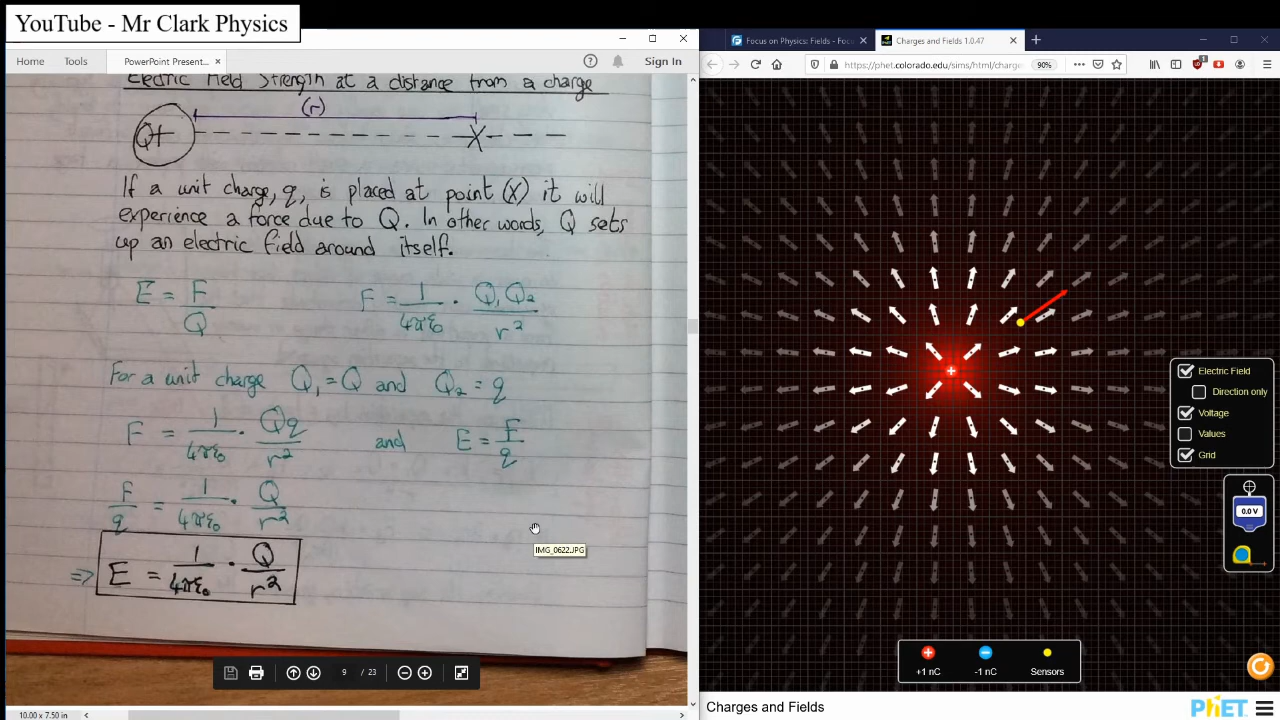 YouTube - Mr Clark Physics
Home Tools PowerPoint Present... × Sign In
Electric Field Strength at a distance from a charge
(r)
Q+ X
If a unit charge, q, is placed at point (X) it will
experience a force due to Q. In other words, Q sets
up an electric field around itself.
E = F/Q F = 1/4πε₀ · Q₁Q₂/r²
For a unit charge Q₁ = Q and Q₂ = q
F = 1/4πε₀ · Qq/r² and E = F/q
F/q = 1/4πε₀ · Q/r²
⇒ E = 1/4πε₀ · Q/r²
IMG_0622.JPG
9 / 23
10.00 x 7.50 in
Focus on Physics: Fields - Foc
Charges and Fields 1.0.47
https://phet.colorado.edu/sims/html/charge
90%
Electric Field
Direction only
Voltage
Values
Grid
0.0 V
+1 nC -1 nC Sensors
Charges and Fields
PhET